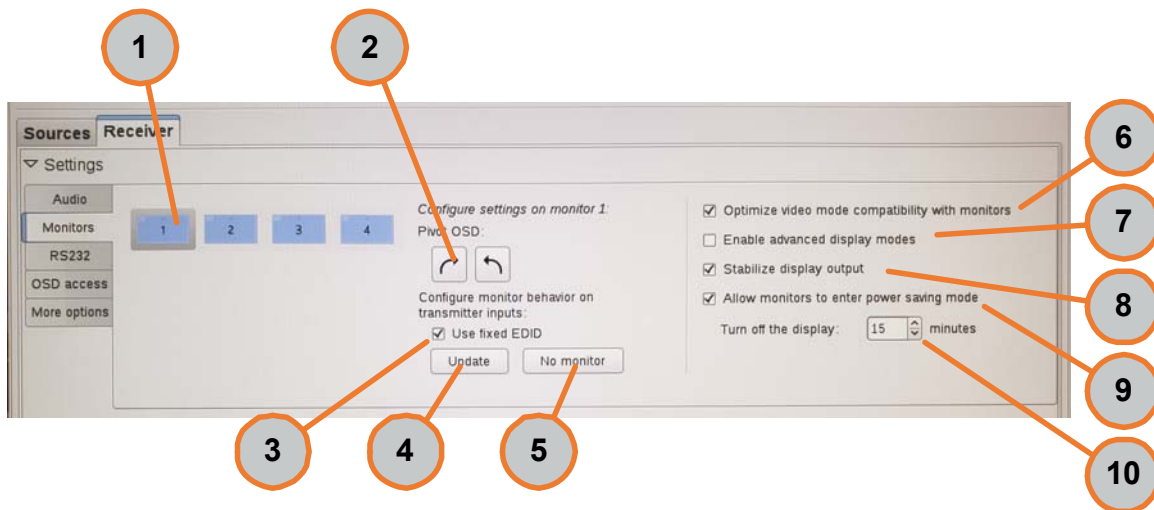 1
2
Sources Receiver
Settings
Audio
Monitors
RS232
OSD access
More options
1 2 3 4
Configure settings on monitor 1:
Pivot OSD:
Configure monitor behavior on
transmitter inputs:
Use fixed EDID
Update No monitor
Optimize video mode compatibility with monitors
Enable advanced display modes
Stabilize display output
Allow monitors to enter power saving mode
Turn off the display: 15 minutes
6
7
8
9
10
3
4
5